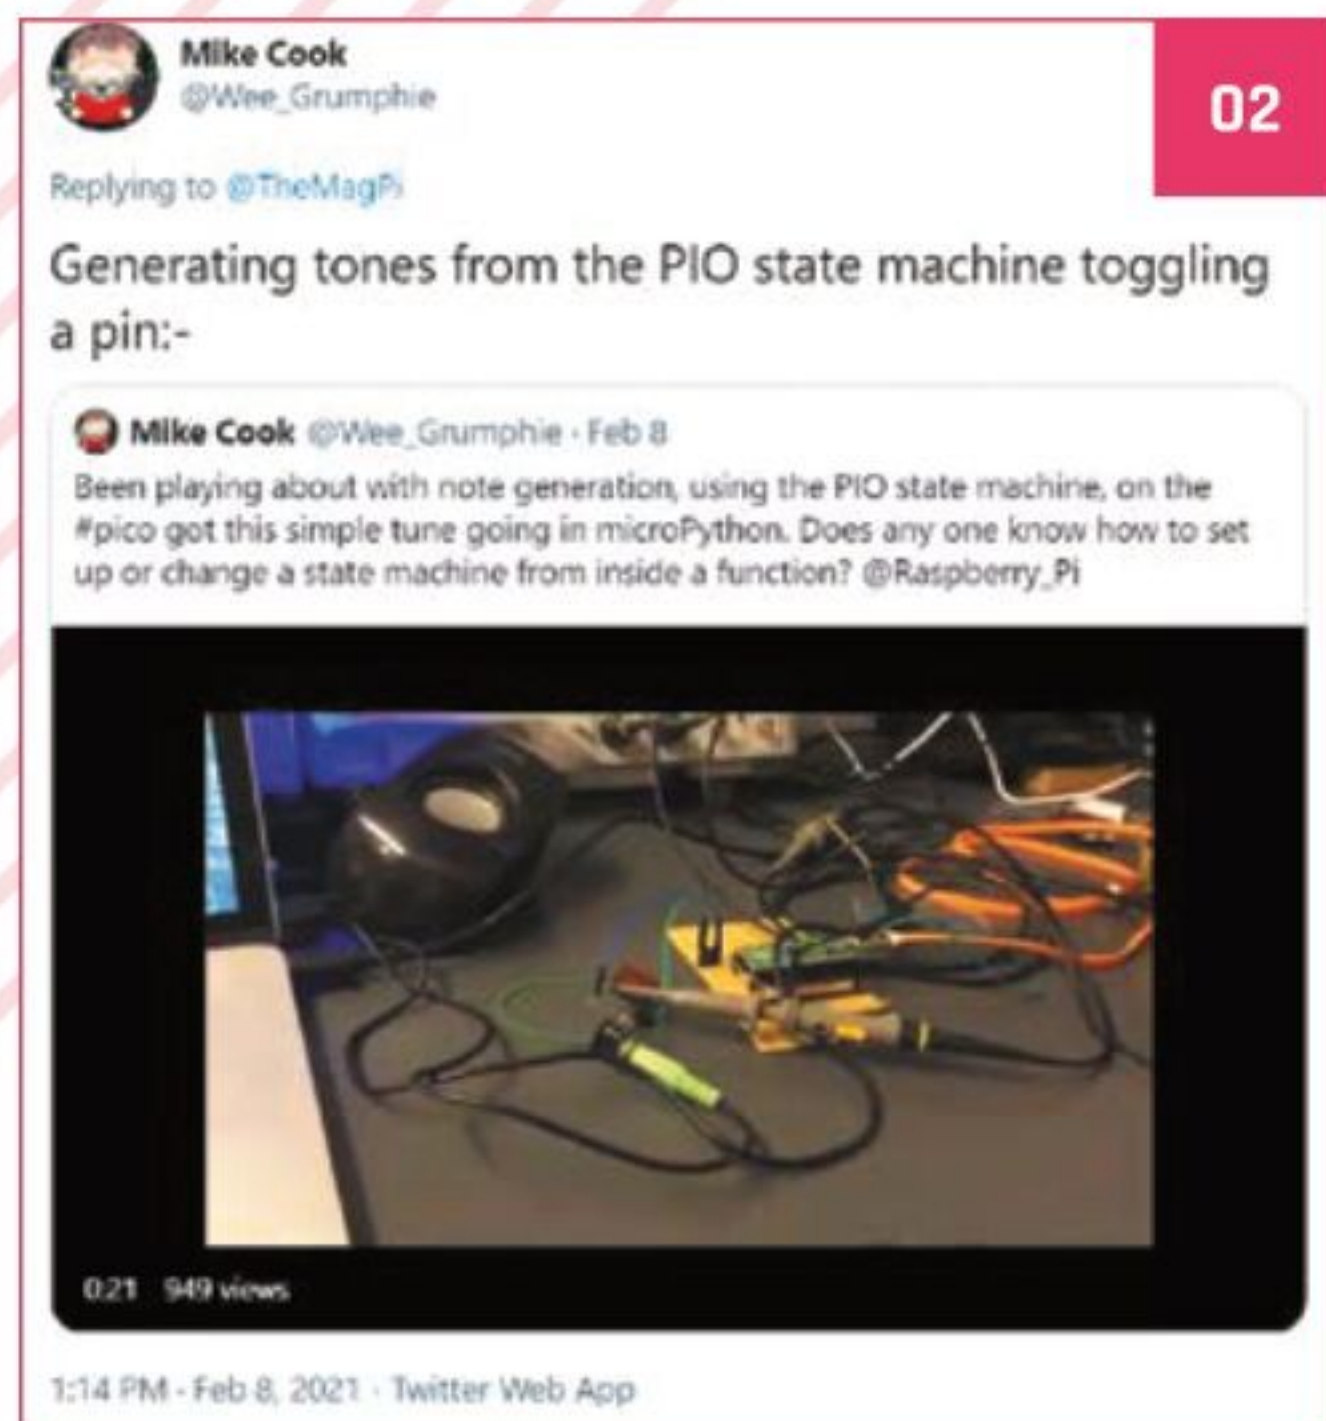 Mike Cook
@Wee_Grumphie
02
Replying to @TheMagPi
Generating tones from the PIO state machine toggling
a pin:-
Mike Cook @Wee_Grumphie · Feb 8
Been playing about with note generation, using the PIO state machine, on the
#pico got this simple tune going in microPython. Does any one know how to set
up or change a state machine from inside a function? @Raspberry_Pi
0:21 949 views
1:14 PM - Feb 8, 2021 · Twitter Web App